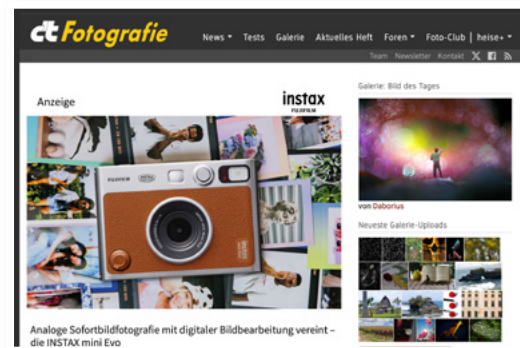 c't Fotografie
News Tests Galerie Aktuelles Heft Foren Foto-Club | heise+
Team Newsletter Kontakt
Anzeige
instax
FUJIFILM
Galerie: Bild des Tages
FUJIFILM
von Daborius
Neueste Galerie-Uploads
Analoge Sofortbildfotografie mit digitaler Bildbearbeitung vereint –
die INSTAX mini Evo